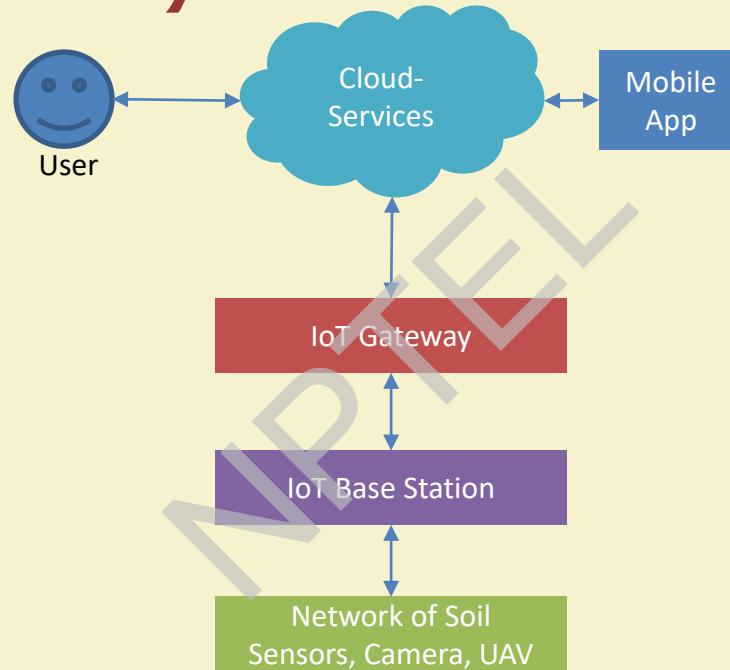 Cloud-
Services
Mobile
App
User
IoT Gateway
IoT Base Station
Network of Soil
Sensors, Camera, UAV
NPTEL